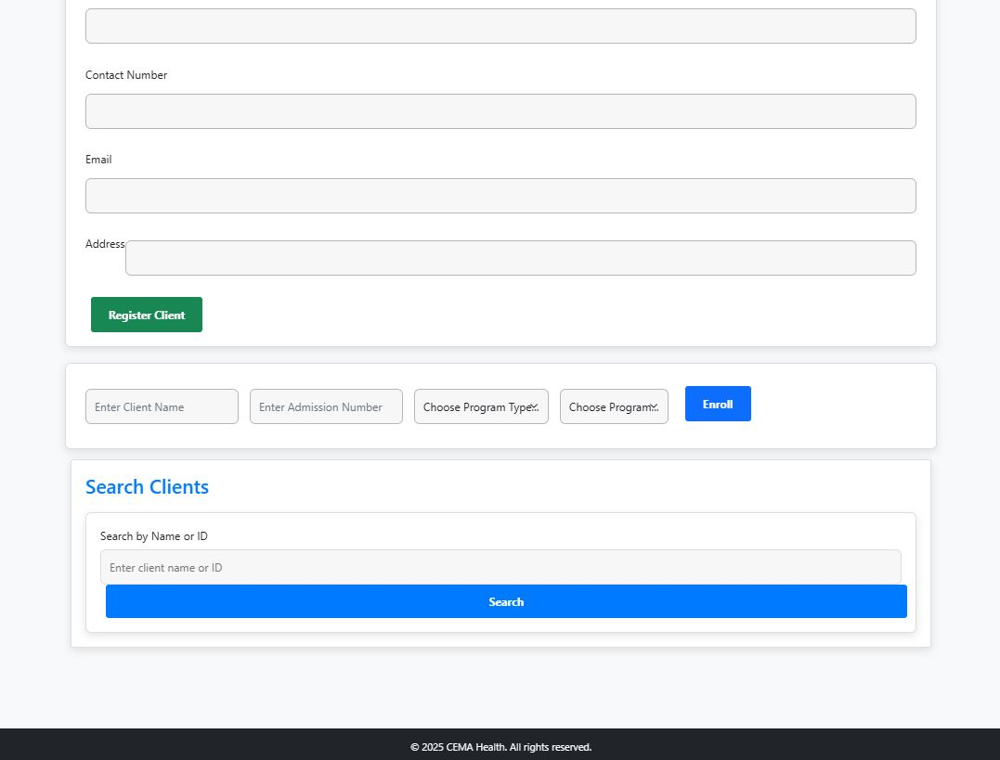 Contact Number
Email
Address
Register Client
Enter Client Name
Enter Admission Number
Choose Program Type...
Choose Program...
Enroll
Search Clients
Search by Name or ID
Enter client name or ID
Search
© 2025 CEMA Health. All rights reserved.